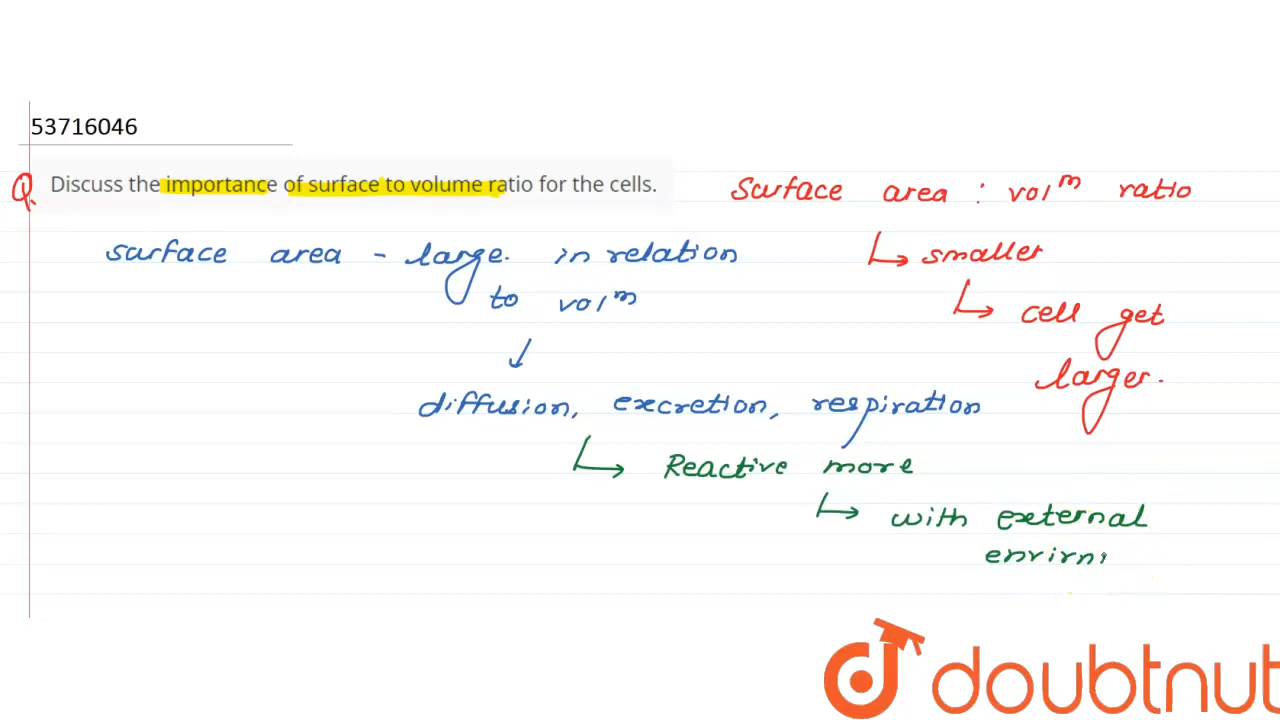 53716046
Q. Discuss the importance of surface to volume ratio for the cells.
surface area : volᵐ ratio
↳ smaller
↳ cell get
larger.
surface area - large. in relation
to volᵐ
↓
diffusion, excretion, respiration
↳ Reactive more
↳ with external
envirn
doubtnut